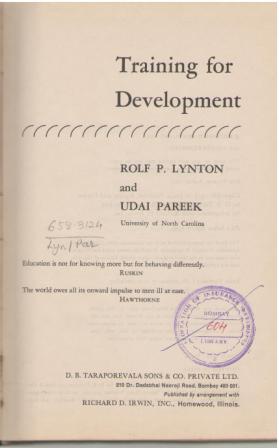 Training for
Development
ROLF P. LYNTON
and
UDAI PAREEK
University of North Carolina
658-3124
Lyn/Par
Education is not for knowing more but for behaving differently.
RUSKIN
The world owes all its onward impulse to men ill at ease.
HAWTHORNE
BOMBAY
604
LIBRARY
D. B. TARAPOREVALA SONS & CO. PRIVATE LTD.
210 Dr. Dadabhai Naoroji Road, Bombay 400 001.
Published by arrangement with
RICHARD D. IRWIN, INC., Homewood, Illinois.